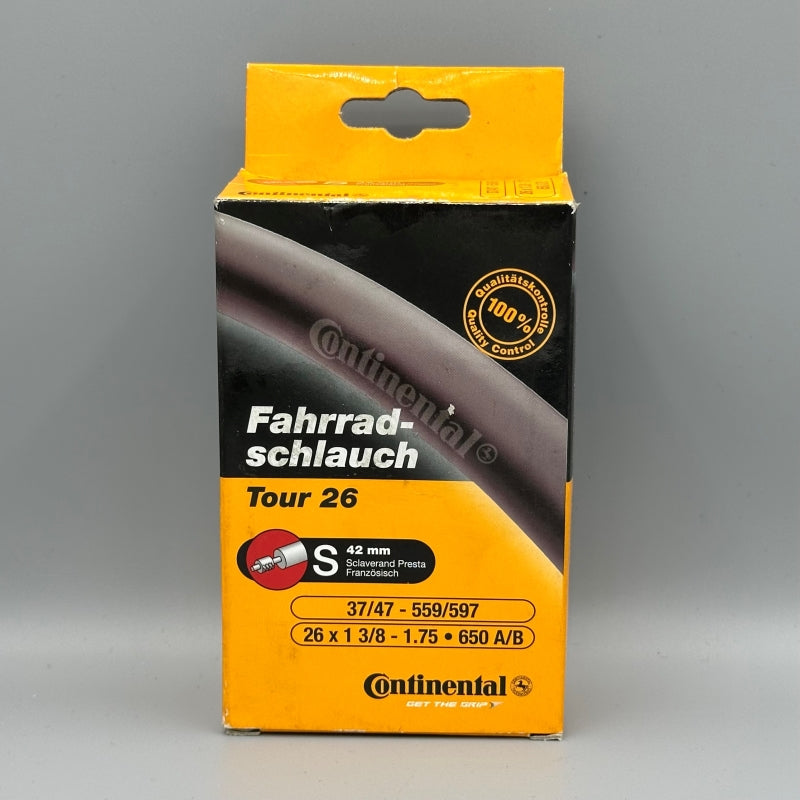 Continental
Qualitätskontrolle
100%
Quality Control
Continental
Fahrrad-
schlauch
Tour 26
S
42 mm
Sclaverand Presta
Französisch
37/47 - 559/597
26 x 1 3/8 - 1.75 • 650 A/B
Continental
GET THE GRIP